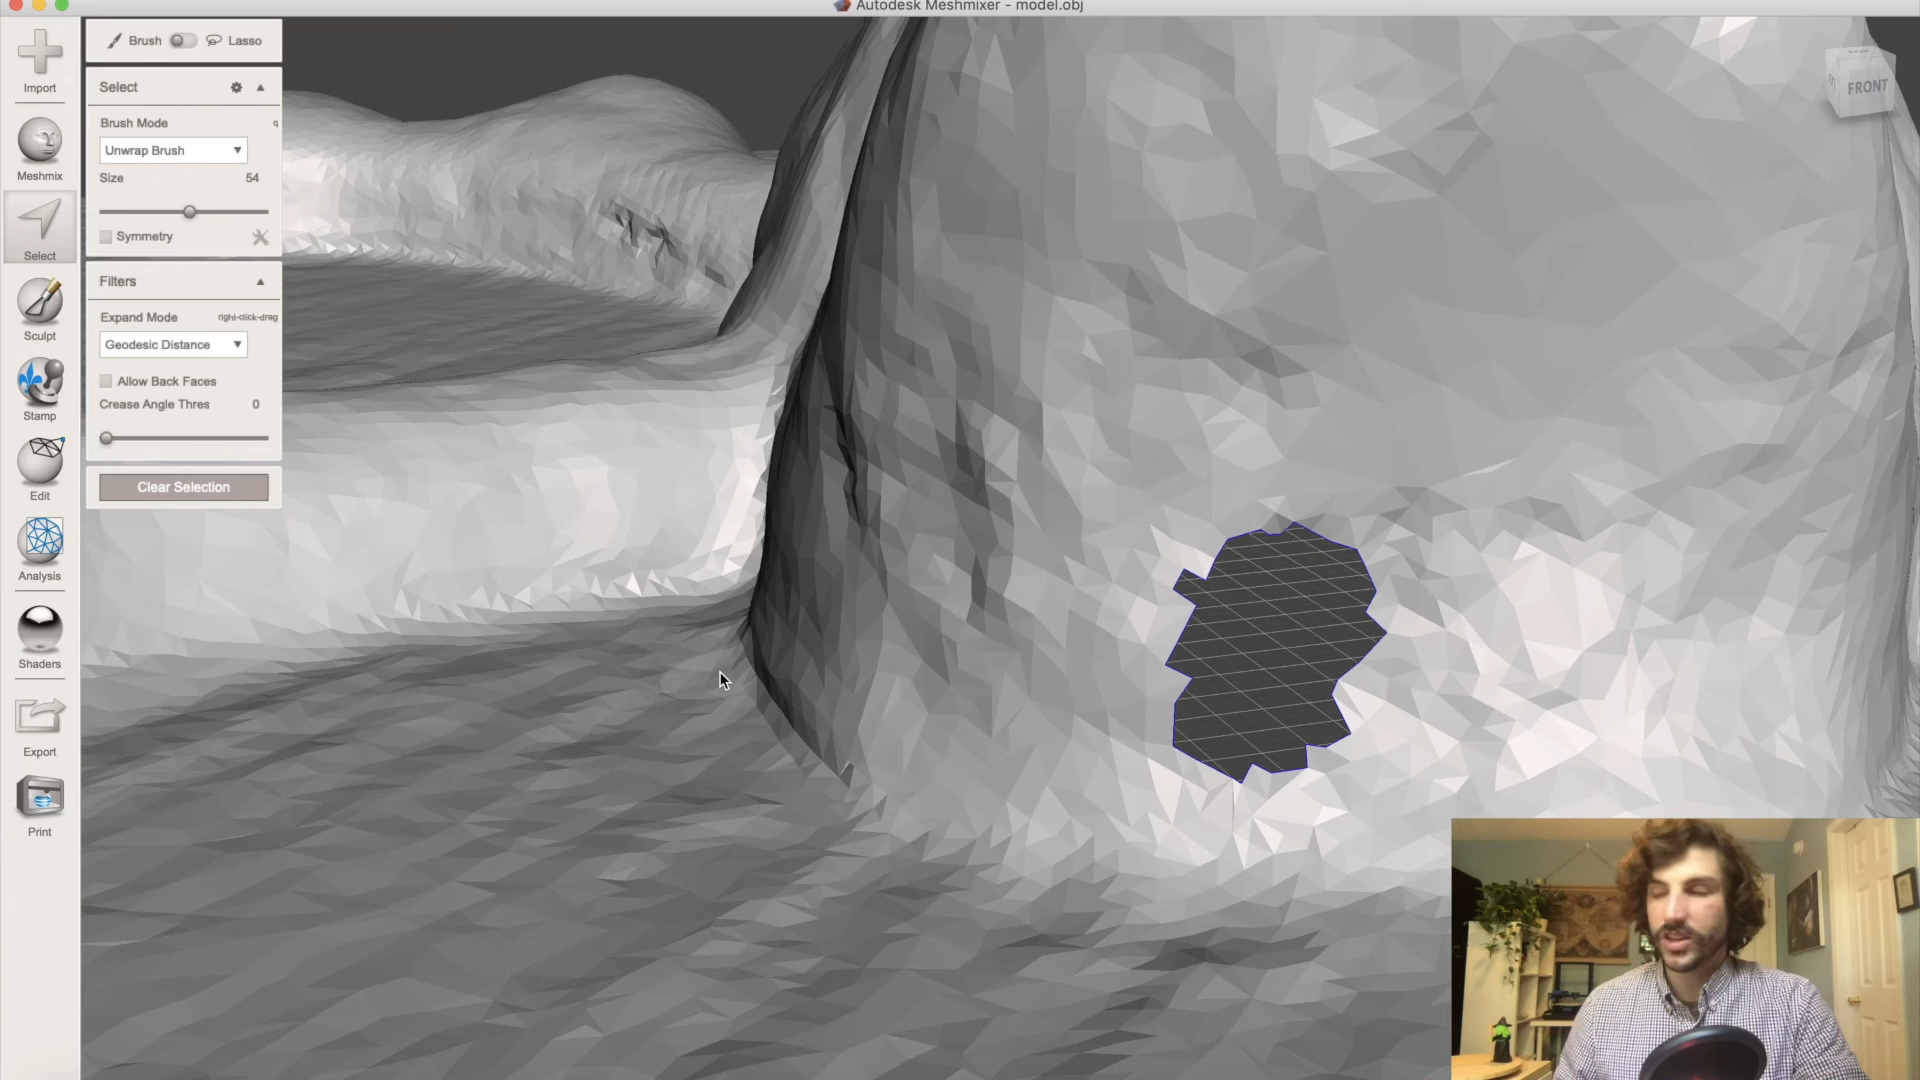 Autodesk Meshmixer - model.obj
Import
Meshmix
Select
Sculpt
Stamp
Edit
Analysis
Shaders
Export
Print
Brush
Lasso
Select
Brush Mode
q
Unwrap Brush
Size 54
Symmetry
Filters
Expand Mode right-click-drag
Geodesic Distance
Allow Back Faces
Crease Angle Thres 0
Clear Selection
FRONT